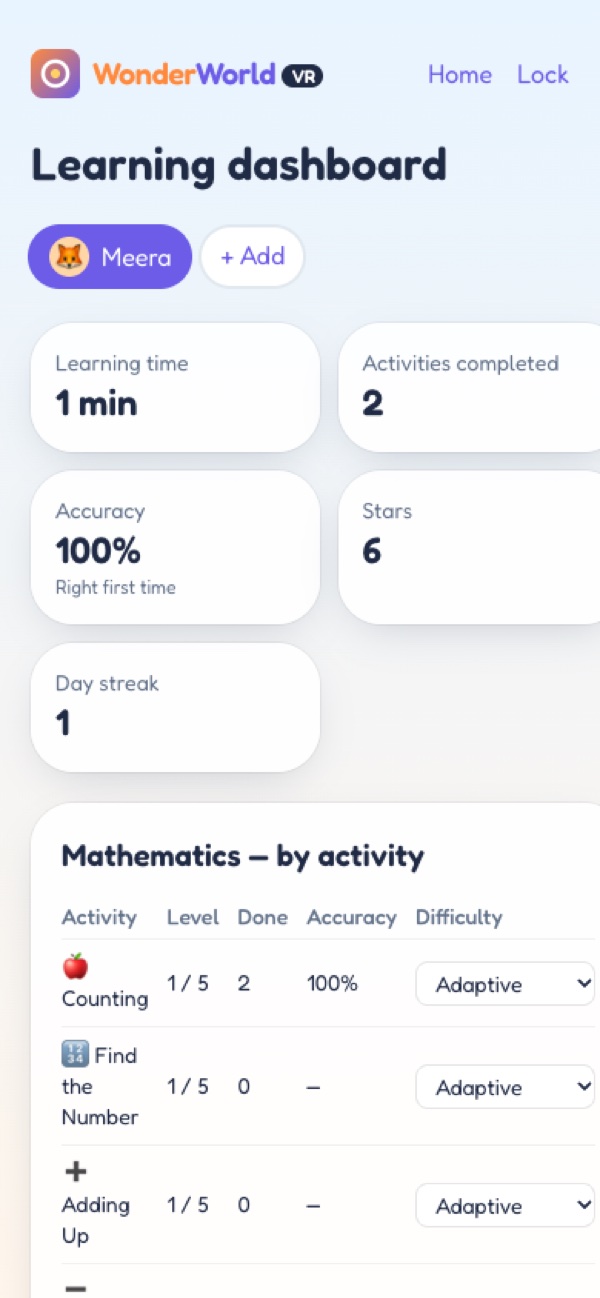 WonderWorld VR Home Lock
Learning dashboard
Meera + Add
Learning time Activities completed
1 min 2
Accuracy Stars
100% 6
Right first time
Day streak
1
Mathematics — by activity
Activity Level Done Accuracy Difficulty
Counting 1 / 5 2 100% Adaptive
1234 Find the Number 1 / 5 0 – Adaptive
+ Adding Up 1 / 5 0 – Adaptive
−